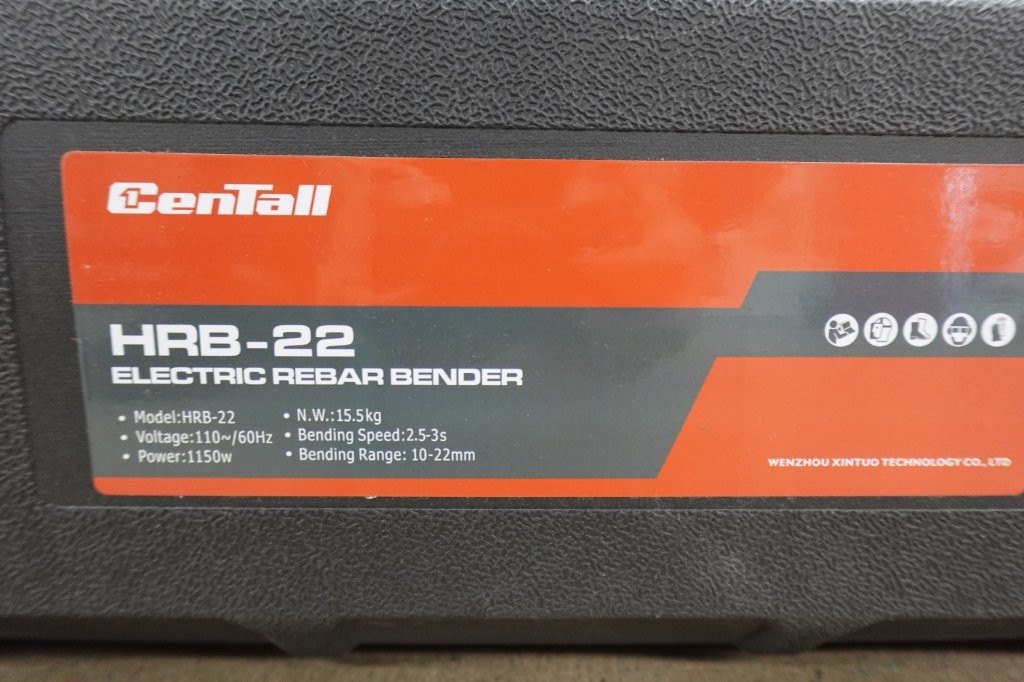 CenTall
HRB-22
ELECTRIC REBAR BENDER
• Model:HRB-22
• Voltage:110~/60Hz
• Power:1150w
• N.W.:15.5kg
• Bending Speed:2.5-3s
• Bending Range: 10-22mm
WENZHOU XINTUO TECHNOLOGY CO., LTD